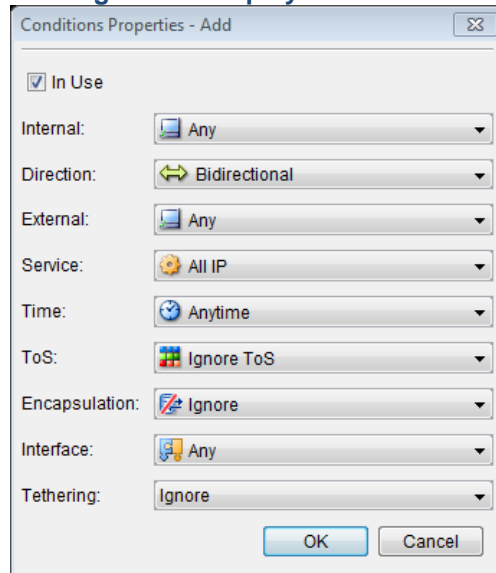 Conditions Properties - Add
In Use
Internal: Any
Direction: Bidirectional
External: Any
Service: All IP
Time: Anytime
ToS: Ignore ToS
Encapsulation: Ignore
Interface: Any
Tethering: Ignore
OK Cancel